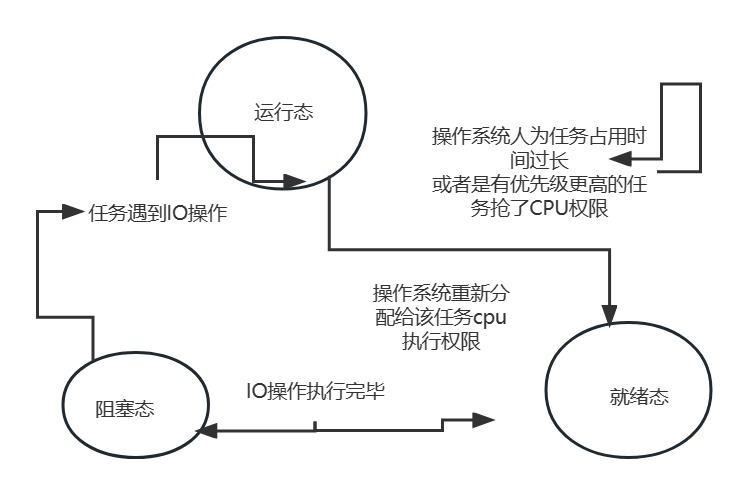 运行态
操作系统人为任务占用时
间过长
或者是有优先级更高的任
务抢了CPU权限
任务遇到IO操作
操作系统重新分
配给该任务cpu
执行权限
IO操作执行完毕
阻塞态
就绪态